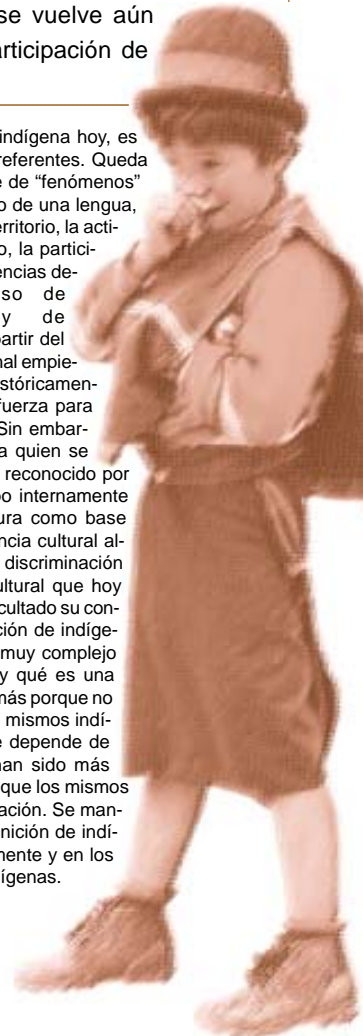 se vuelve aún
articipación de
indígena hoy, es
referentes. Queda
e de “fenómenos”
o de una lengua,
erritorio, la acti-
o, la partici-
encias de-
so de
y de
partir del
nal empie-
stóricamen-
fuerza para
Sin embar-
a quien se
reconocido por
po internamente
ura como base
ncia cultural al-
discriminación
ultural que hoy
cultado su con-
ción de indíge-
muy complejo
y qué es una
más porque no
mismos indí-
e depende de
han sido más
que los mismos
ación. Se man-
nición de indí-
mente y en los
ígenas.